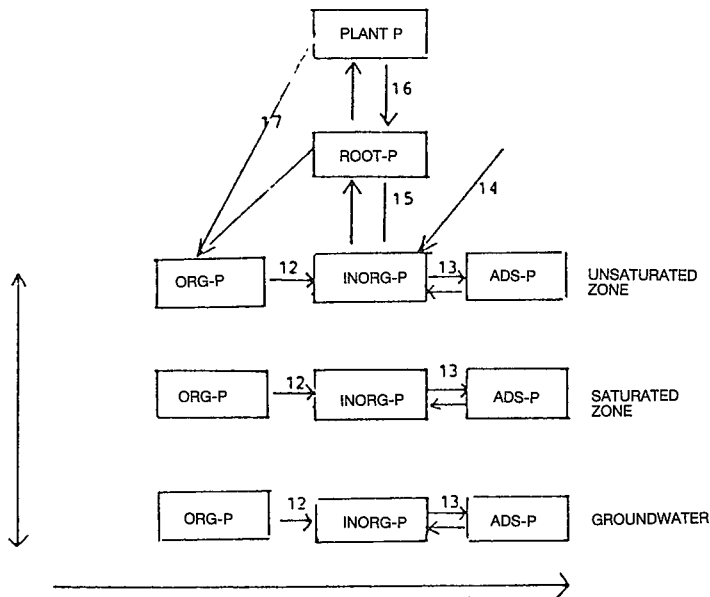 PLANT P
16
17
ROOT-P
15
14
12
13
ORG-P
INORG-P
ADS-P
UNSATURATED
ZONE
12
13
ORG-P
INORG-P
ADS-P
SATURATED
ZONE
12
13
ORG-P
INORG-P
ADS-P
GROUNDWATER